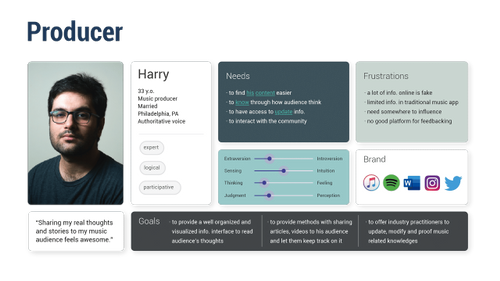 Producer
Harry
33 y.o.
Music producer
Married
Philadelphia, PA
Authoritative voice
expert
logical
participative
Needs
· to find his content easier
· to know through how audience think
· to have access to update info.
· to interact with the community
Frustrations
· a lot of info. online is fake
· limited info. in traditional music app
· need somewhere to influence
· no good platform for feedbacking
Extraversion Introversion
Sensing Intuition
Thinking Feeling
Judgment Perception
Brand
"Sharing my real thoughts
and stories to my music
audience feels awesome."
Goals
· to provide a well-organized and
visualized info. interface to read
audience's thoughts
· to provide methods with sharing
articles, videos to his audience
and let them keep track on it
· to offer industry practitioners to
update, modify and proof music
related knowledges